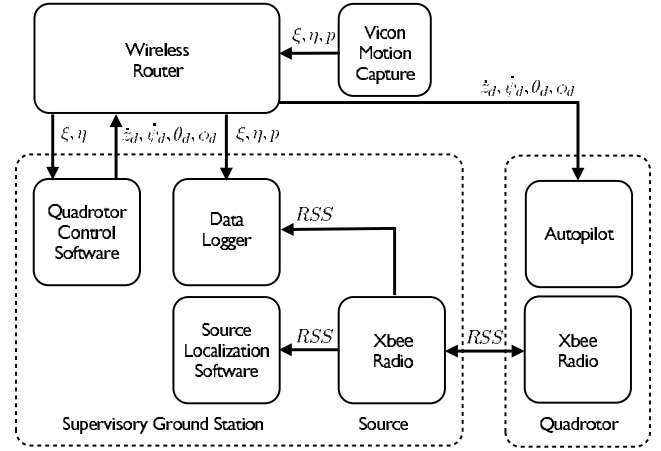 Wireless
Router
ξ, η, p
Vicon
Motion
Capture
ż_d, ψ̇_d, θ_d, φ_d
ξ, η
ż_d, ψ̇_d, θ_d, φ_d
ξ, η, p
Quadrotor
Control
Software
Data
Logger
RSS
Autopilot
Source
Localization
Software
RSS
Xbee
Radio
RSS
Xbee
Radio
Supervisory Ground Station
Source
Quadrotor